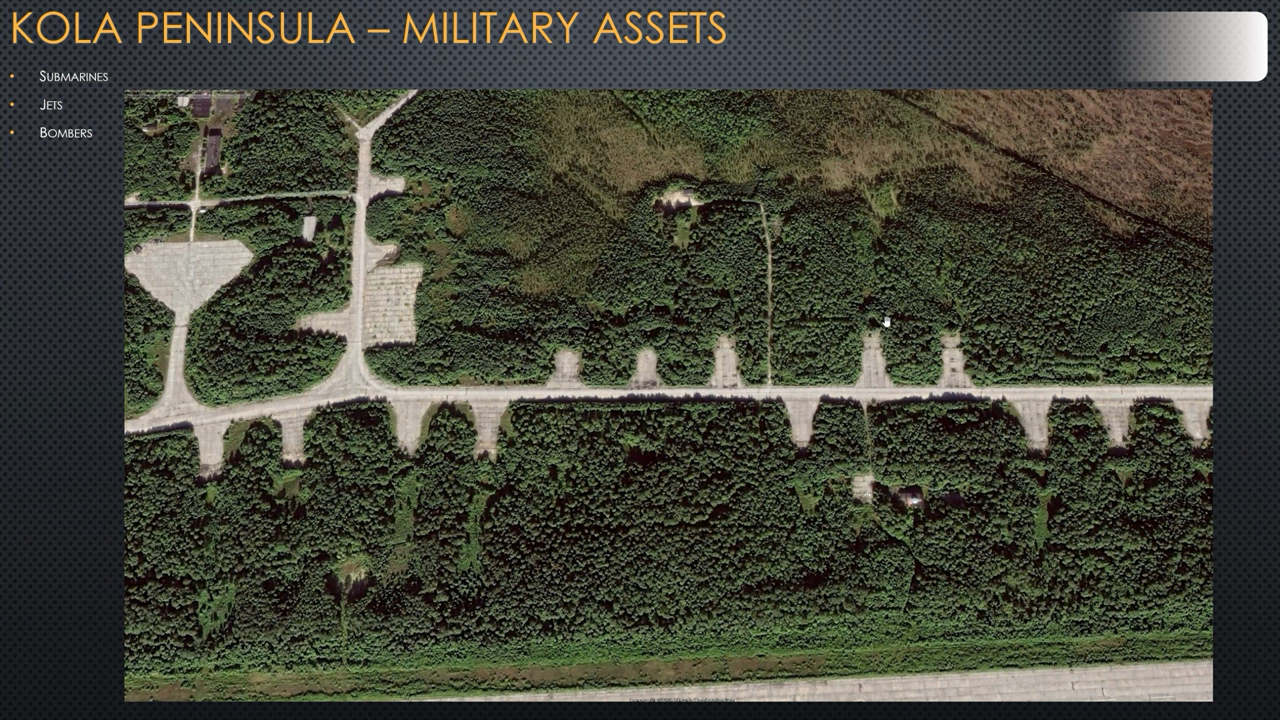 KOLA PENINSULA – MILITARY ASSETS
• SUBMARINES
• JETS
• BOMBERS